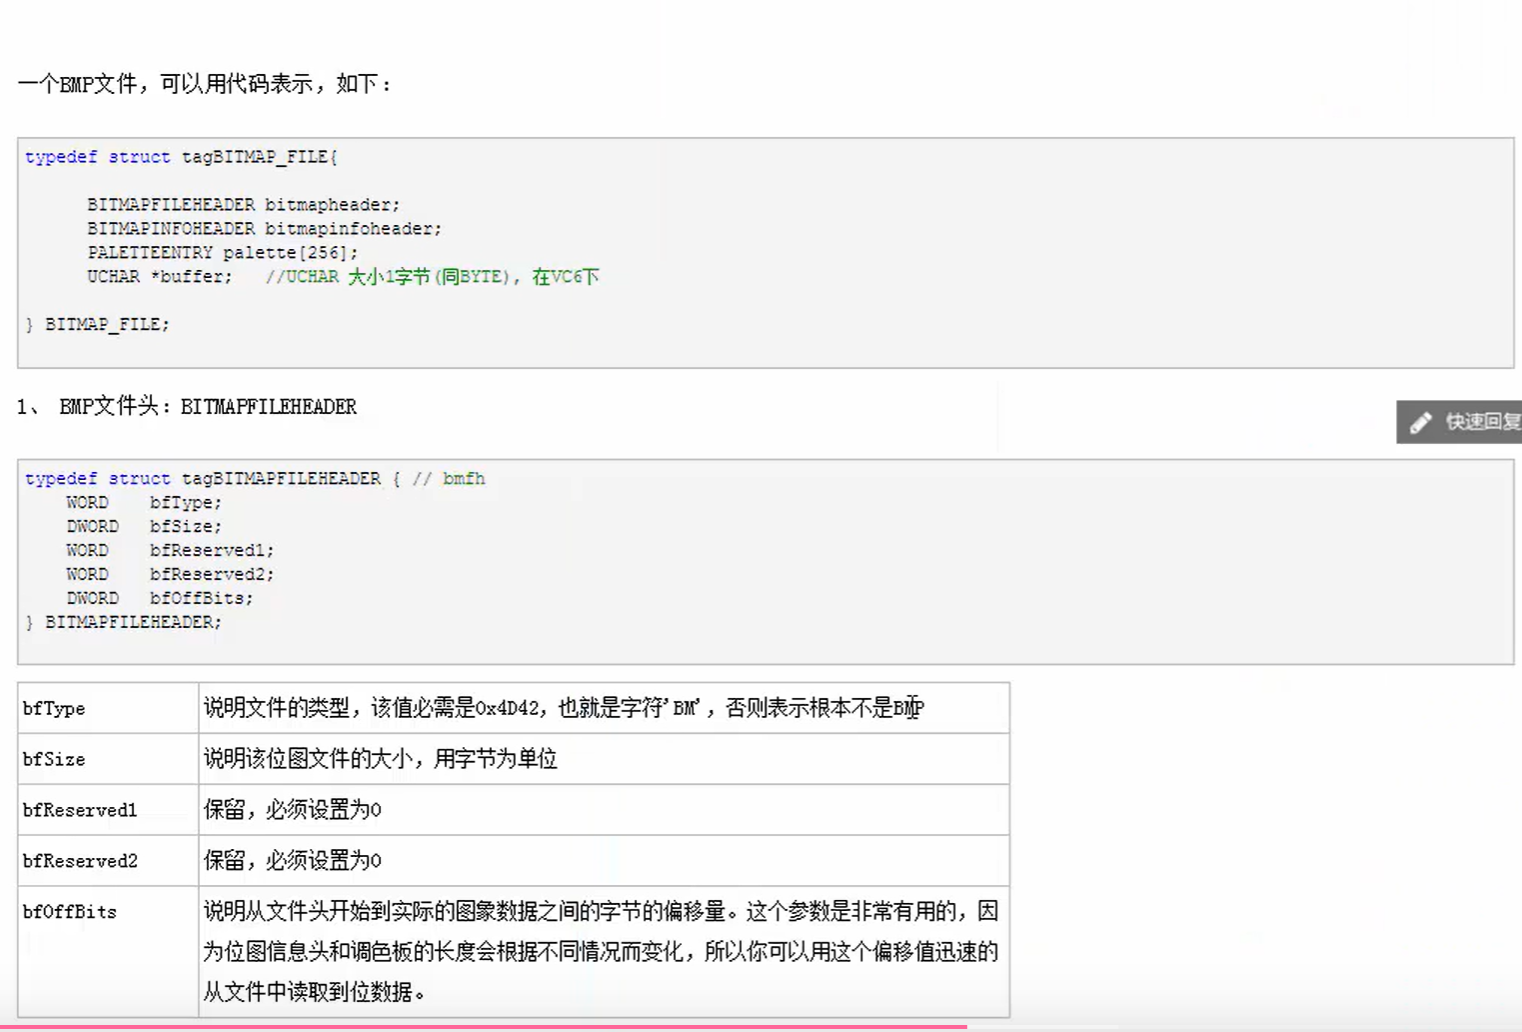 一个BMP文件，可以用代码表示，如下：
typedef struct tagBITMAP_FILE{
BITMAPFILEHEADER bitmapheader;
BITMAPINFOHEADER bitmapinfoheader;
PALETTEENTRY palette[256];
UCHAR *buffer; //UCHAR 大小1字节(同BYTE)，在VC6下
} BITMAP_FILE;
1、 BMP文件头：BITMAPFILEHEADER
快速回复
typedef struct tagBITMAPFILEHEADER { // bmfh
WORD bfType;
DWORD bfSize;
WORD bfReserved1;
WORD bfReserved2;
DWORD bfOffBits;
} BITMAPFILEHEADER;
bfType 说明文件的类型，该值必需是0x4D42，也就是字符'BM'，否则表示根本不是BMP
bfSize 说明该位图文件的大小，用字节为单位
bfReserved1 保留，必须设置为0
bfReserved2 保留，必须设置为0
bfOffBits 说明从文件头开始到实际的图象数据之间的字节的偏移量。这个参数是非常有用的，因
为位图信息头和调色板的长度会根据不同情况而变化，所以你可以用这个偏移值迅速的
从文件中读取到位数据。